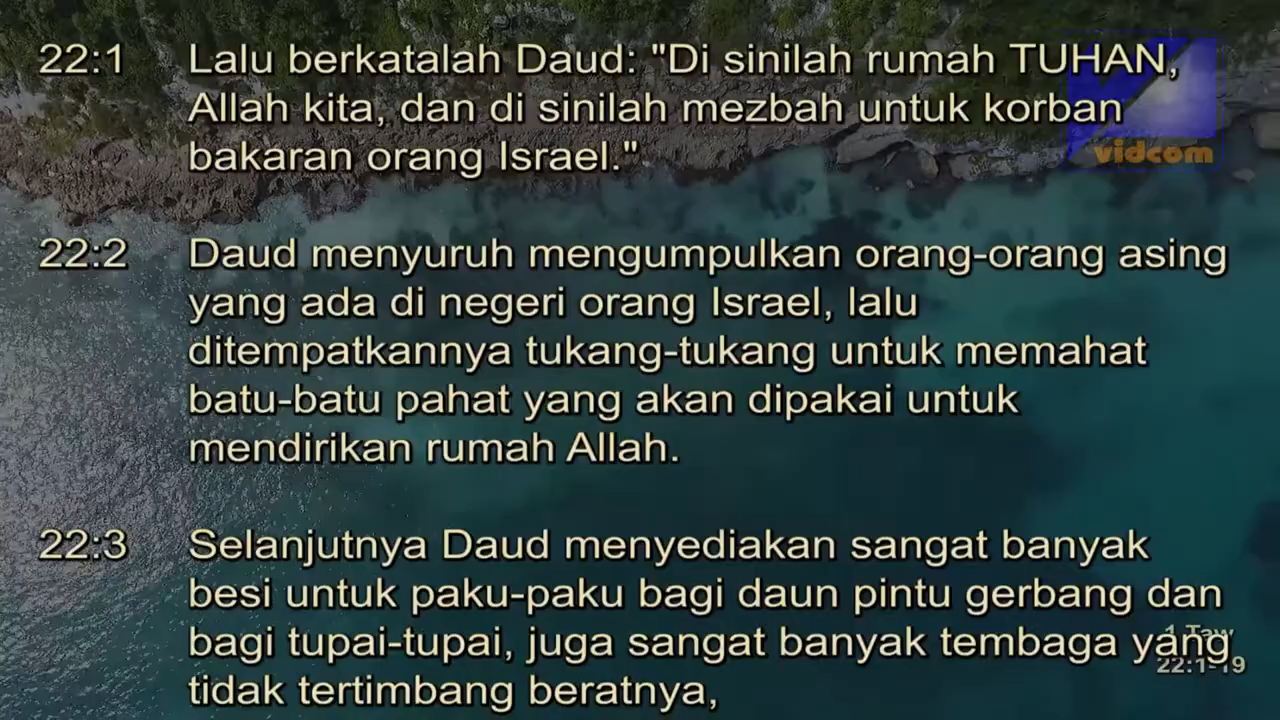 22:1 Lalu berkatalah Daud: "Di sinilah rumah TUHAN,
Allah kita, dan di sinilah mezbah untuk korban
bakaran orang Israel."
vidcom
22:2 Daud menyuruh mengumpulkan orang-orang asing
yang ada di negeri orang Israel, lalu
ditempatkannya tukang-tukang untuk memahat
batu-batu pahat yang akan dipakai untuk
mendirikan rumah Allah.
22:3 Selanjutnya Daud menyediakan sangat banyak
besi untuk paku-paku bagi daun pintu gerbang dan
bagi tupai-tupai, juga sangat banyak tembaga yang
tidak tertimbang beratnya,
1 Taw
22:1-19